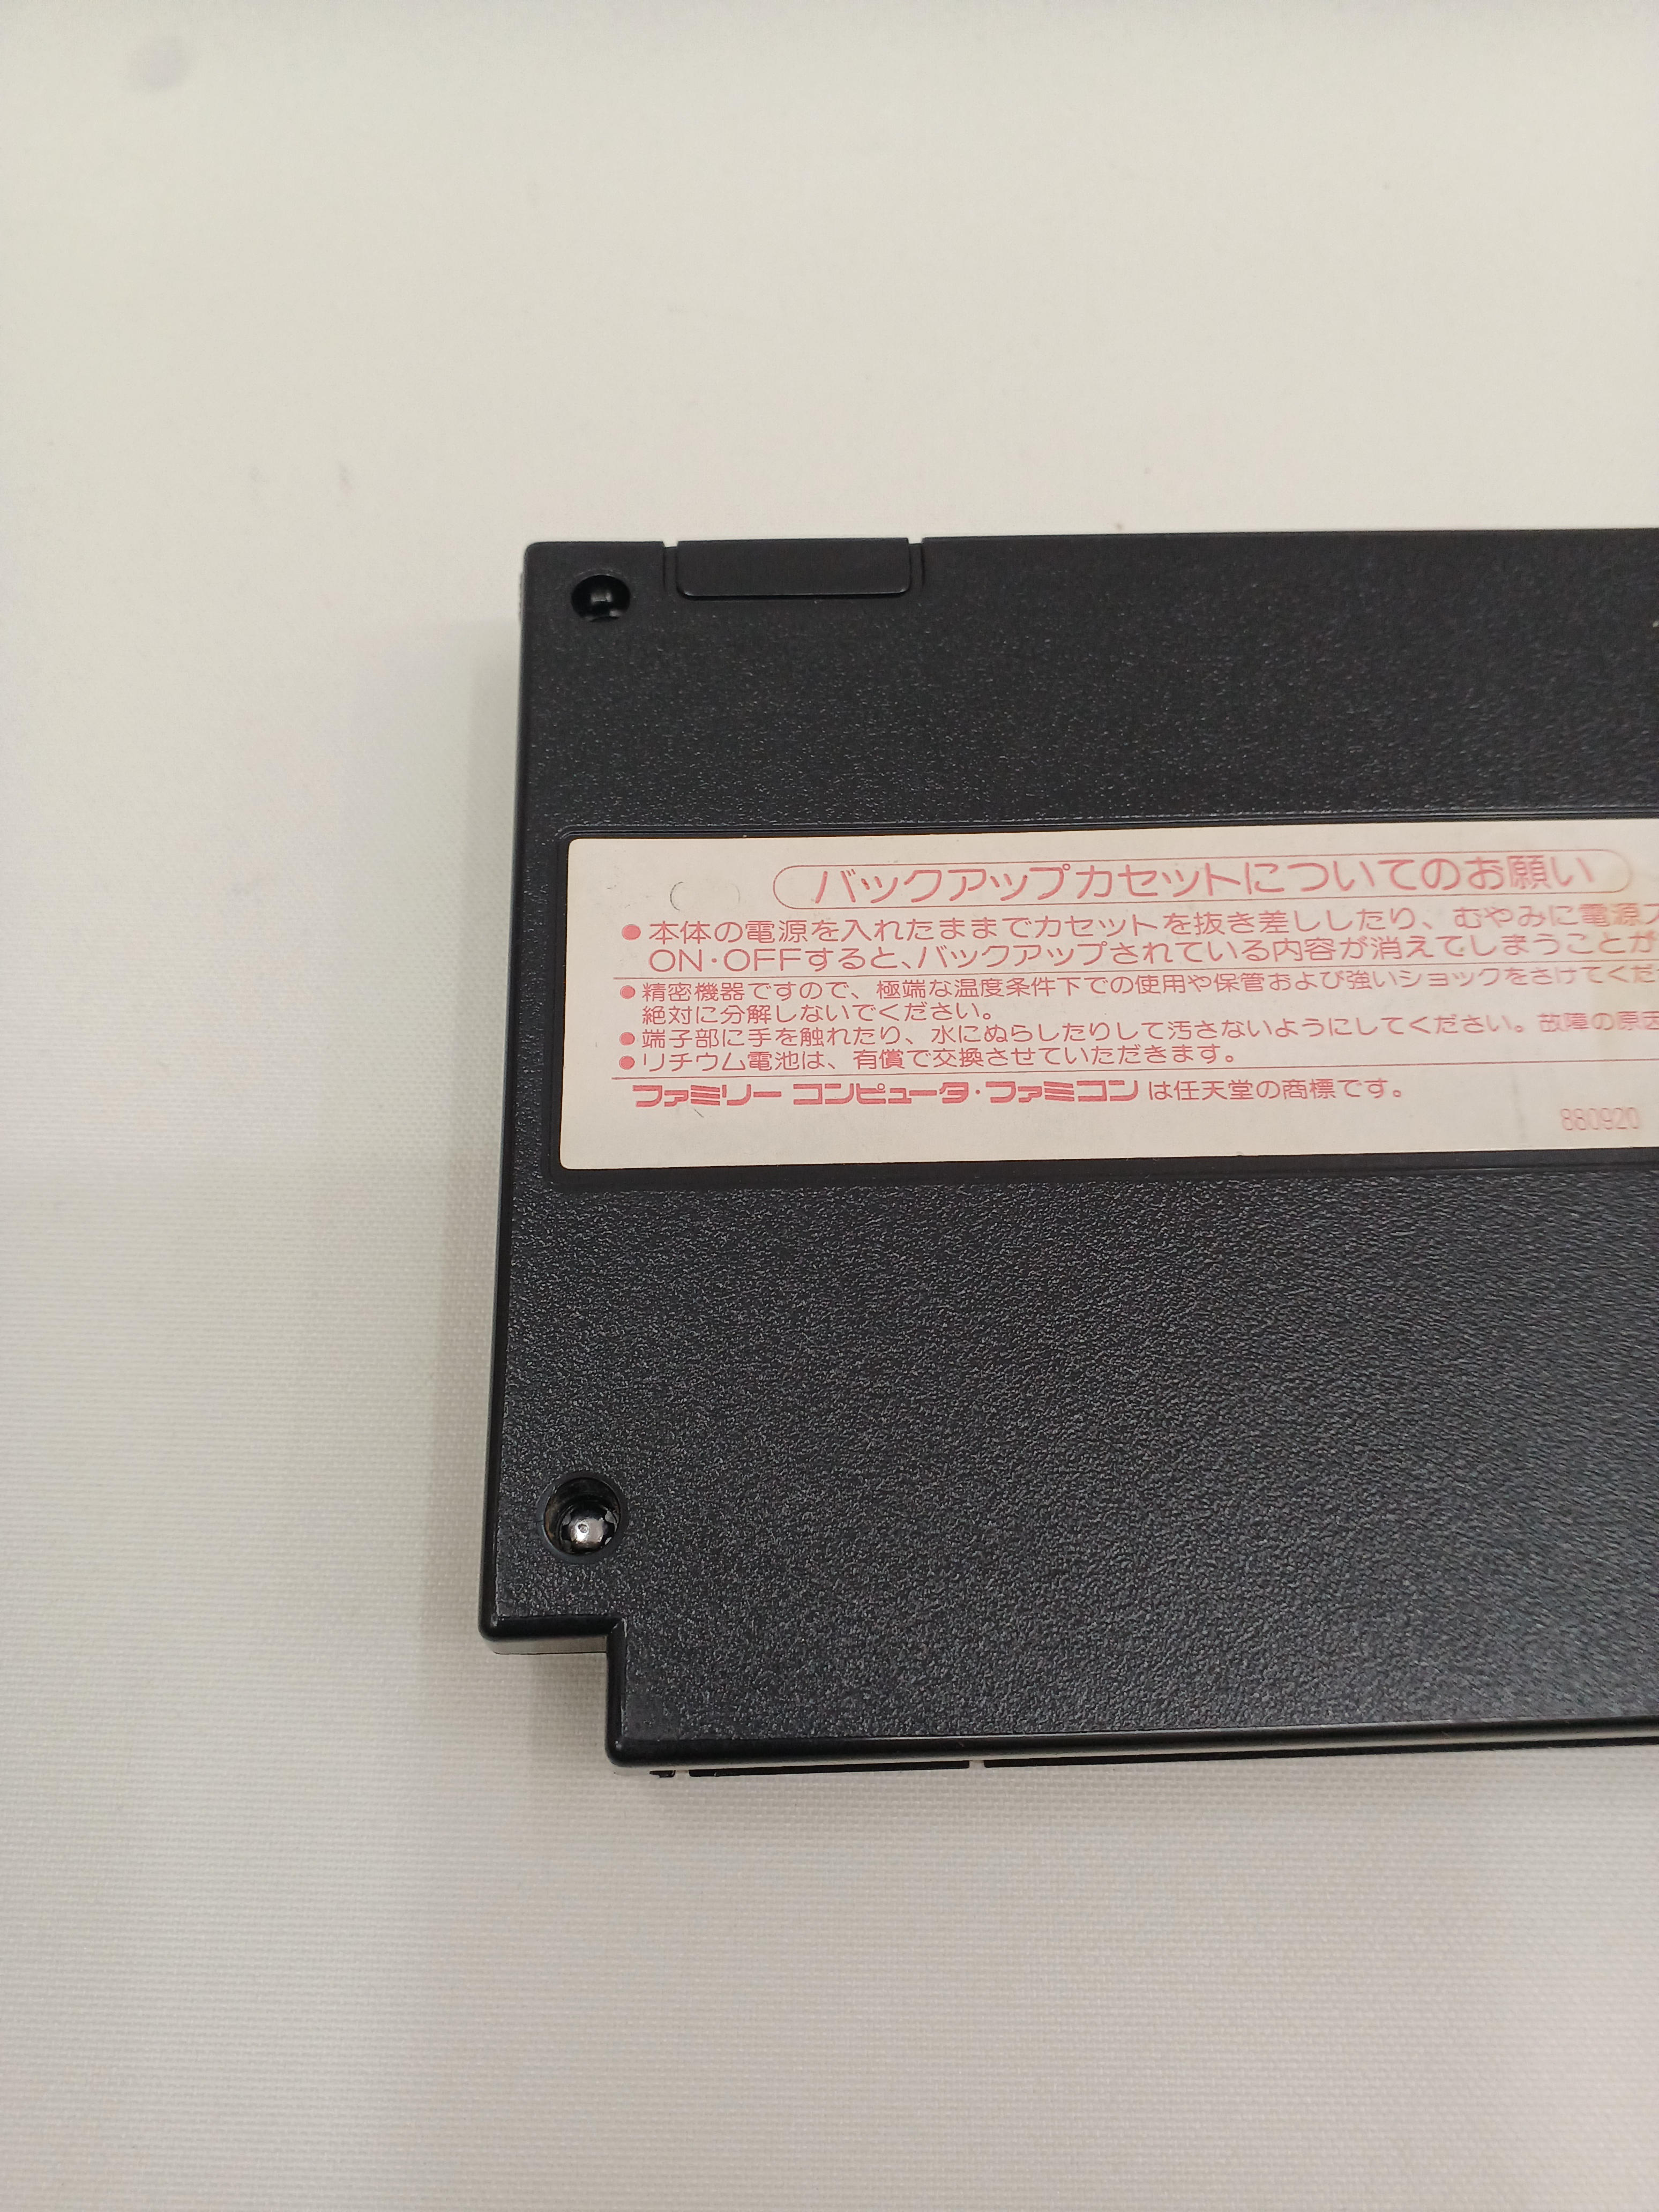 バックアップカセットについてのお願い
●本体の電源を入れたままでカセットを抜き差ししたり、むやみに電源
ON·OFFすると、バックアップされている内容が消えてしまうことが
●精密機器ですので、極端な温度条件下での使用や保管および強いショックをさけてくだ
絶対に分解しないでください。
●端子部に手を触れたり、水にぬらしたりして汚さないようにしてください。故障の原因
●リチウム電池は、有償で交換させていただきます。
ファミリー コンピュータ·ファミコンは任天堂の商標です。
880920